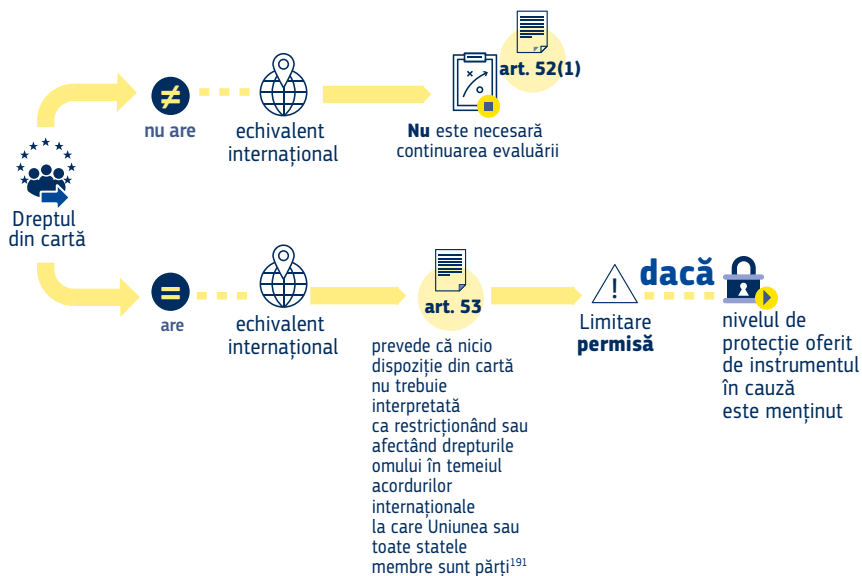 Dreptul
din cartă
≠
nu are
echivalent
internațional
art. 52(1)
Nu este necesară
continuarea evaluării
=
are
echivalent
internațional
art. 53
prevede că nicio
dispoziție din cartă
nu trebuie
interpretată
ca restricționând sau
afectând drepturile
omului în temeiul
acordurilor
internaționale
la care Uniunea sau
toate statele
membre sunt părți191
!
Limitare
permisă
dacă
nivelul de
protecție oferit
de instrumentul
în cauză
este menținut